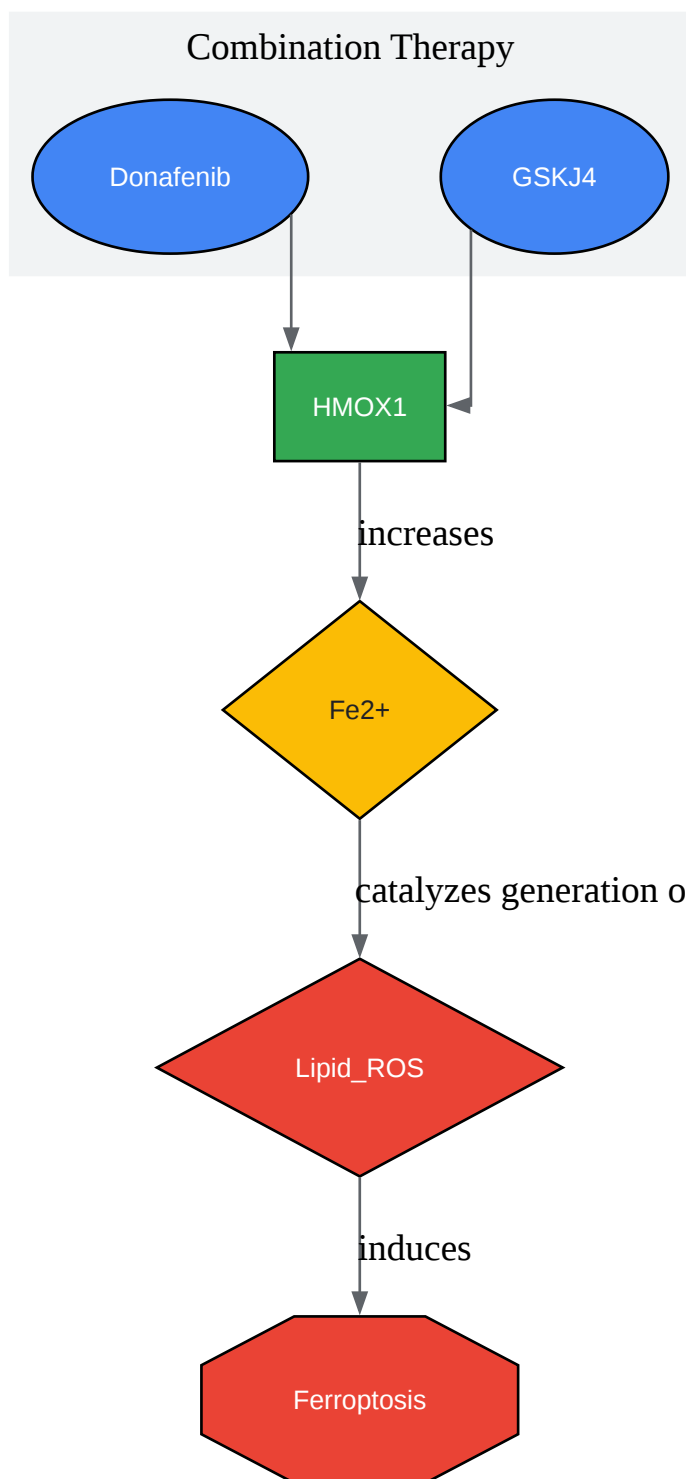 Combination Therapy
Donafenib
GSKJ4
HMOX1
increases
Fe2+
catalyzes generation o
Lipid_ROS
induces
Ferroptosis